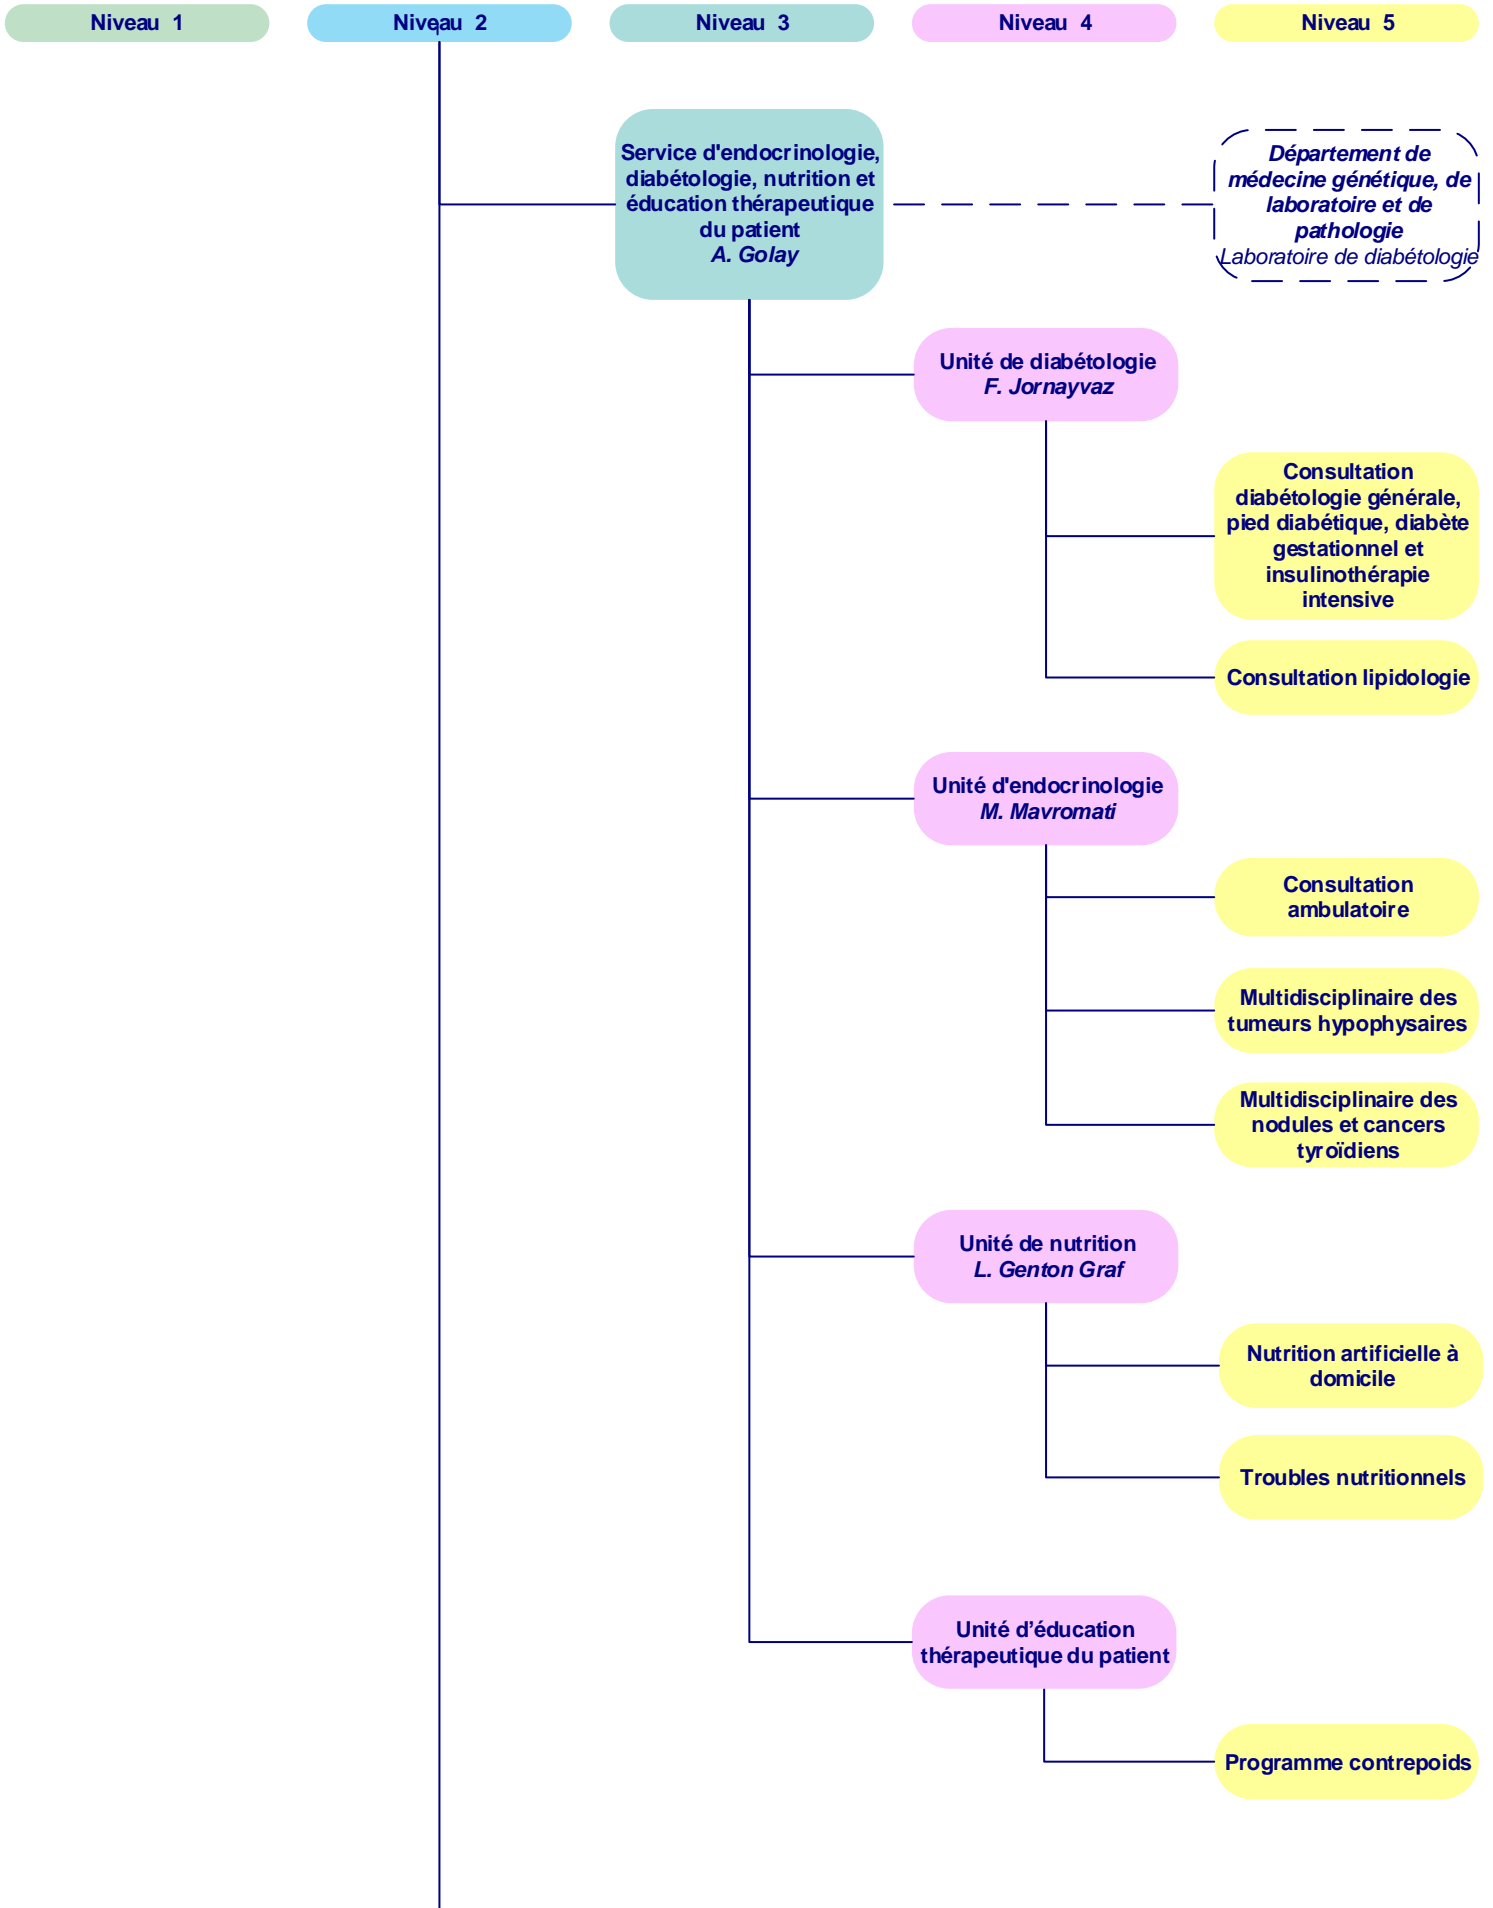 Niveau 1
Niveau 2
Niveau 3
Niveau 4
Niveau 5
Service d'endocrinologie,
diabétologie, nutrition et
éducation thérapeutique
du patient
A. Golay
Département de
médecine génétique, de
laboratoire et de
pathologie
Laboratoire de diabétologie
Unité de diabétologie
F. Jornayvaz
Consultation
diabétologie générale,
pied diabétique, diabète
gestationnel et
insulinothérapie
intensive
Consultation lipidologie
Unité d'endocrinologie
M. Mavromati
Consultation
ambulatoire
Multidisciplinaire des
tumeurs hypophysaires
Multidisciplinaire des
nodules et cancers
tyroïdiens
Unité de nutrition
L. Genton Graf
Nutrition artificielle à
domicile
Troubles nutritionnels
Unité d’éducation
thérapeutique du patient
Programme contrepoids